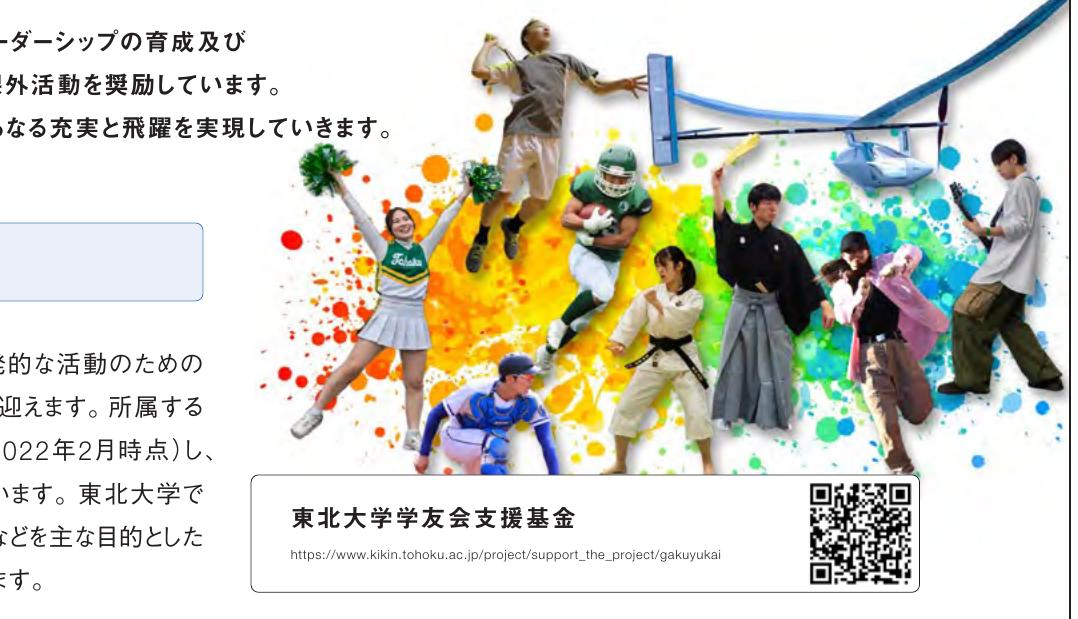 ーダーシップの育成及び
課外活動を奨励しています。
なる充実と飛躍を実現していきます。
Tohoku
発的な活動のための
迎えます。所属する
022年2月時点)し、
います。東北大学で
などを主な目的とした
ます。
東北大学学友会支援基金
https://www.kikin.tohoku.ac.jp/project/support_the_project/gakuyukai